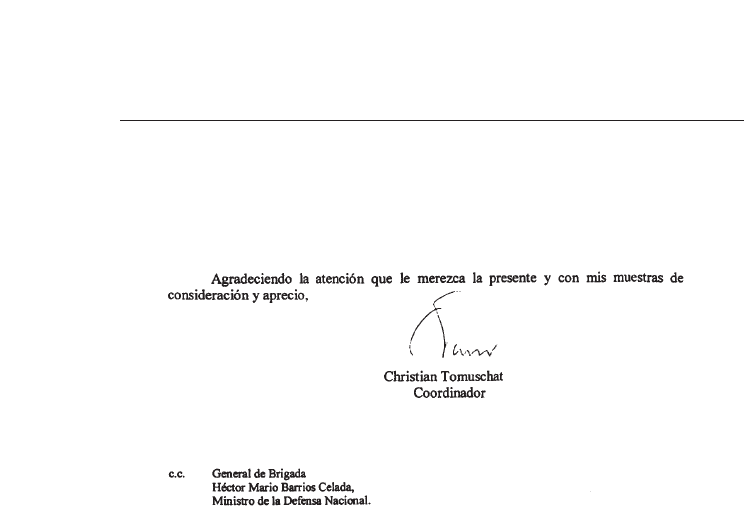 Agradeciendo la atención que le merezca la presente y con mis muestras de
consideración y aprecio,
Christian Tomuschat
Coordinador
c.c. General de Brigada
Héctor Mario Barrios Celada,
Ministro de la Defensa Nacional.